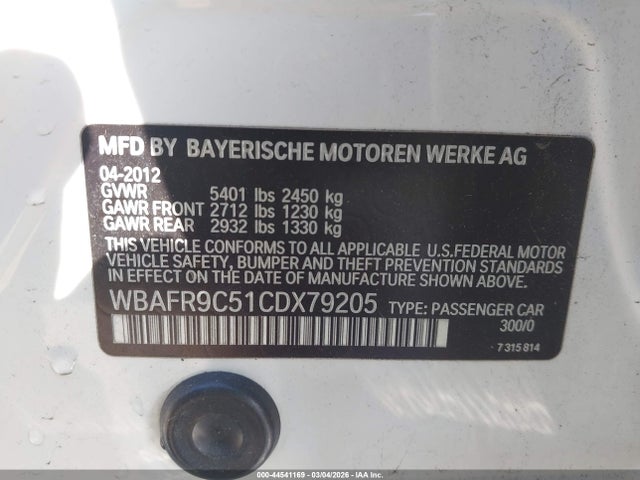 MFD BY BAYERISCHE MOTOREN WERKE AG
04-2012
GVWR 5401 lbs 2450 kg
GAWR FRONT 2712 lbs 1230 kg
GAWR REAR 2932 lbs 1330 kg
THIS VEHICLE CONFORMS TO ALL APPLICABLE U.S.FEDERAL MOTOR
VEHICLE SAFETY, BUMPER AND THEFT PREVENTION STANDARDS IN
EFFECT ON THE DATE OF MANUFACTURE SHOWN ABOVE.
WBAFR9C51CDX79205 TYPE: PASSENGER CAR
300/0
7 315 814
000-44541169 - 03/04/2026 - IAA Inc.